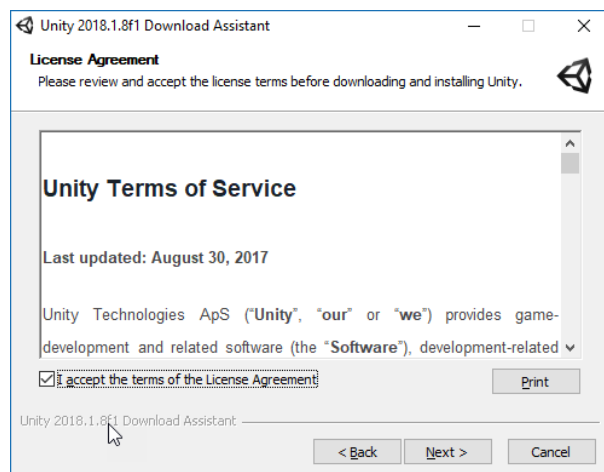 Unity 2018.1.8f1 Download Assistant
License Agreement
Please review and accept the license terms before downloading and installing Unity.
Unity Terms of Service
Last updated: August 30, 2017
Unity Technologies ApS (“Unity”, “our” or “we”) provides game-
development and related software (the “Software”), development-related
I accept the terms of the License Agreement
Print
Unity 2018.1.8f1 Download Assistant
< Back
Next >
Cancel